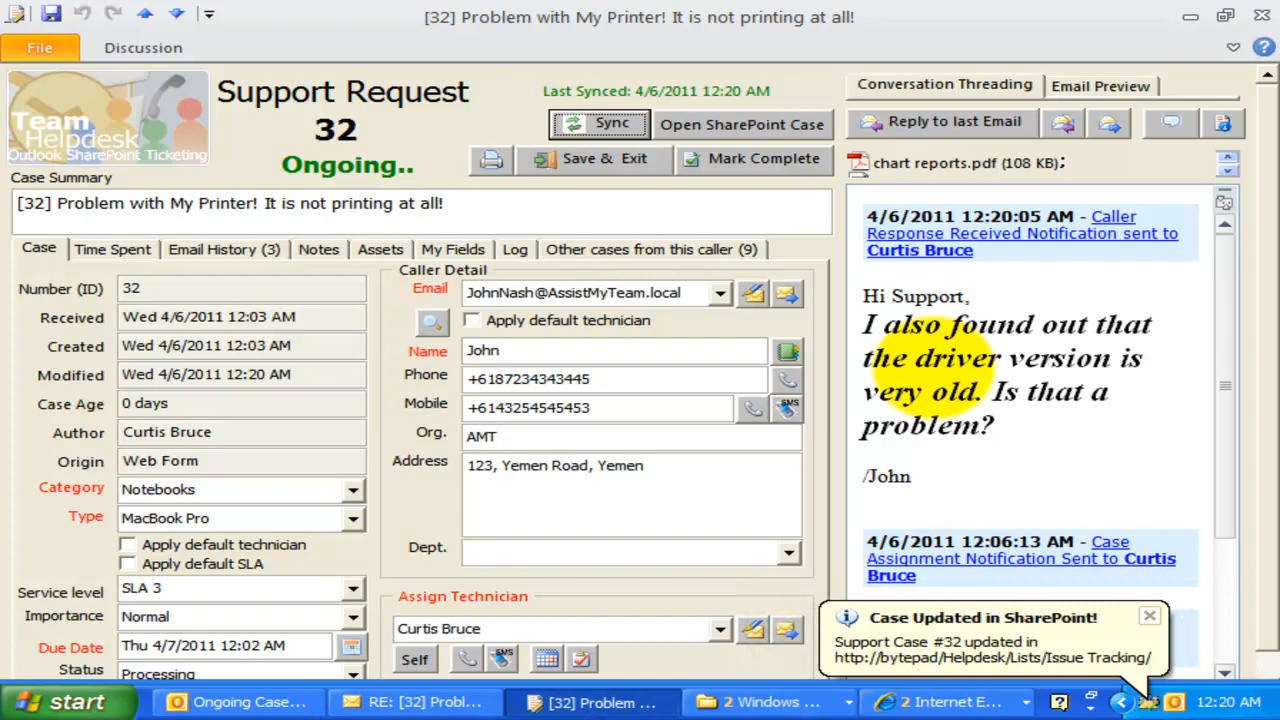 [32] Problem with My Printer! It is not printing at all!
File
Discussion
Team
Helpdesk
Outlook SharePoint Ticketing
Support Request
32
Ongoing..
Last Synced: 4/6/2011 12:20 AM
Sync
Open SharePoint Case
Save & Exit
Mark Complete
Case Summary
[32] Problem with My Printer! It is not printing at all!
Case
Time Spent
Email History (3)
Notes
Assets
My Fields
Log
Other cases from this caller (9)
Number (ID) 32
Received Wed 4/6/2011 12:03 AM
Created Wed 4/6/2011 12:03 AM
Modified Wed 4/6/2011 12:20 AM
Case Age 0 days
Author Curtis Bruce
Origin Web Form
Category Notebooks
Type MacBook Pro
Apply default technician
Apply default SLA
Service level SLA 3
Importance Normal
Due Date Thu 4/7/2011 12:02 AM
Status Processing
Caller Detail
Email JohnNash@AssistMyTeam.local
Apply default technician
Name John
Phone +6187234343445
Mobile +6143254545453
SMS
Org. AMT
Address 123, Yemen Road, Yemen
Dept.
Assign Technician
Curtis Bruce
Self
SMS
Conversation Threading
Email Preview
Reply to last Email
chart reports.pdf (108 KB);
4/6/2011 12:20:05 AM - Caller
Response Received Notification sent to
Curtis Bruce
Hi Support,
I also found out that
the driver version is
very old. Is that a
problem?
/John
4/6/2011 12:06:13 AM - Case
Assignment Notification Sent to Curtis
Bruce
Case Updated in SharePoint!
Support Case #32 updated in
http://bytepad/Helpdesk/Lists/Issue Tracking/
start
Ongoing Case...
RE: [32] Probl...
[32] Problem ...
2 Windows ...
2 Internet E...
12:20 AM